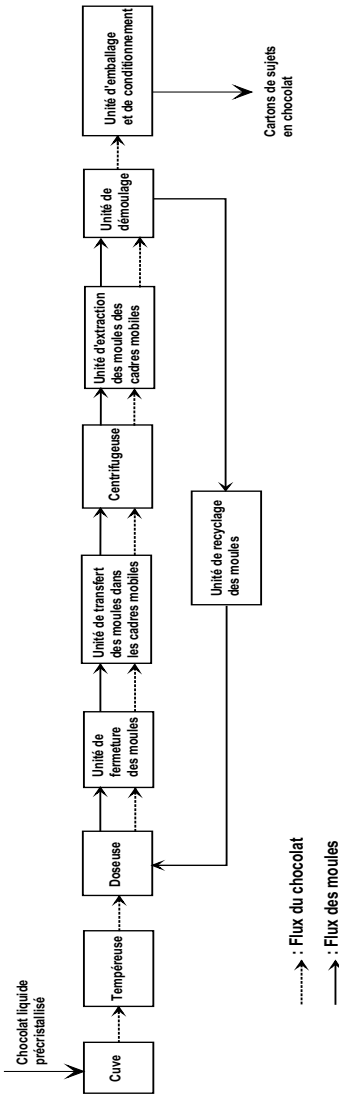 Chocolat liquide
précristallisé
Cuve
Tempéreuse
Doseuse
Unité de
fermeture
des moules
Unité de transfert
des moules dans
les cadres mobiles
Centrifugeuse
Unité d'extraction
des moules des
cadres mobiles
Unité de
démoulage
Unité d'emballage
et de conditionnement
Cartons de sujets
en chocolat
Unité de recyclage
des moules
: Flux du chocolat
: Flux des moules